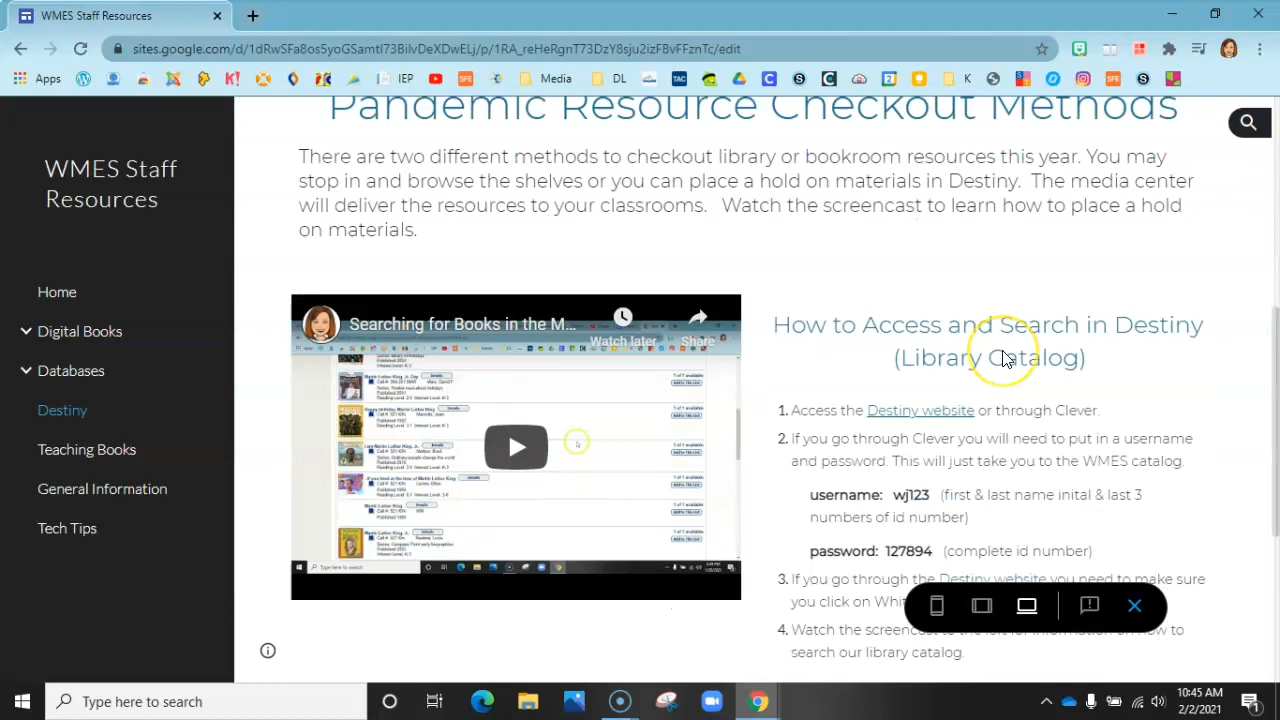 WMES Staff Resources
sites.google.com/d/1dRwSFa8os5yoGSamtI73BilvDeXDwELj/p/1RA_reHeRgnT73DzY8sju2izFBvFFznTc/edit
Apps
IEP
Media
DL
K
Pandemic Resource Checkout Methods
WMES Staff
Resources
There are two different methods to checkout library or bookroom resources this year. You may
stop in and browse the shelves or you can place a hold on materials in Destiny. The media center
will deliver the resources to your classrooms. Watch the screencast to learn how to place a hold
on materials.
Home
Digital Books
Databases
Destiny
Teaching Books
General Information
Tech Tips
Searching for Books in the M...
Watch later
Share
How to Access and Search in Destiny
(Library Catalog)
1. Destiny website or through Clever.
2. If you go through Clever you will need to put in a username
This will just take you to the WMES catalog
username: wj123 (first & last name inital & last 3
of id number)
127894 (complete id number)
3. If you go through the Destiny website you need to make sure
you click on
4. Watch the screencast to the left for information on how to
search our library catalog.
Type here to search
10:45 AM
2/2/2021